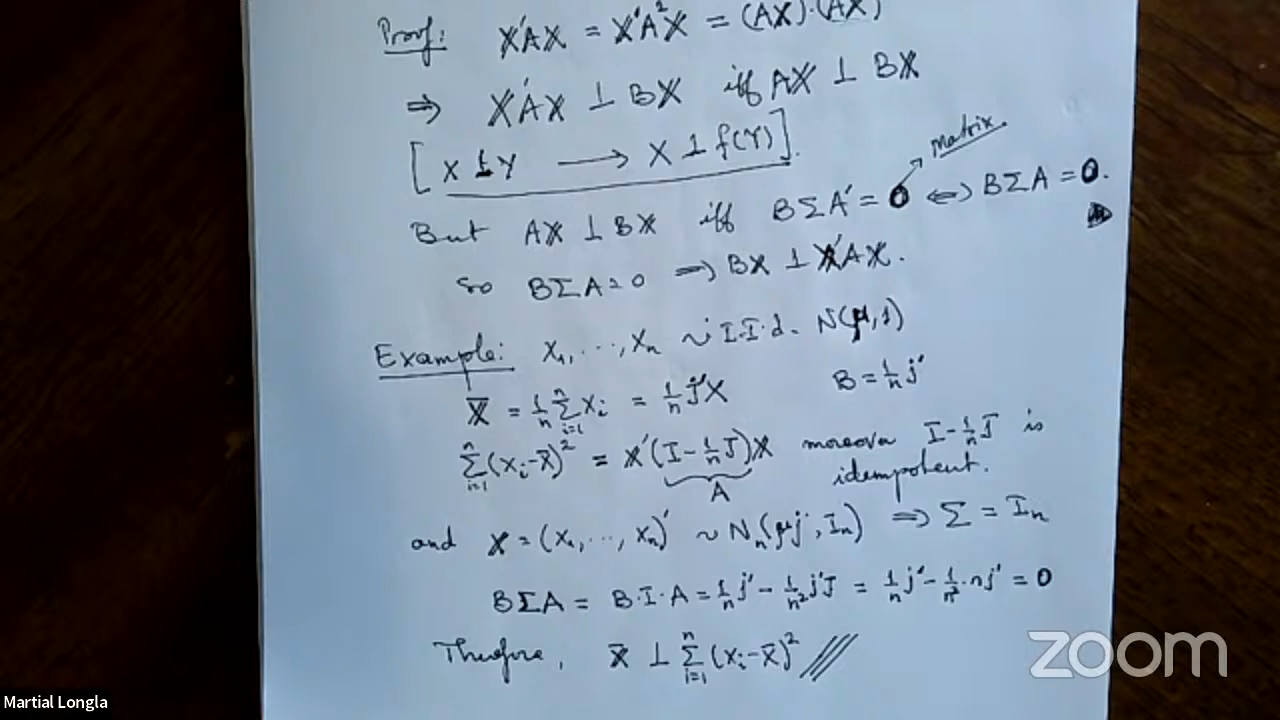 Proof: X'AX = X'A²X = (AX)'(AX)
⇒ X'AX ⊥ BX iff AX ⊥ BX
[X ⊥ Y → X ⊥ f(Y)].
matrix
But AX ⊥ BX iff BΣA' = 0 ⇔ BΣA = 0.
So BΣA = 0 ⇒ BX ⊥ X'AX.
Example: X₁, ..., Xₙ ~ I.I.d. N(μ,1)
X̄ = 1/n Σᵢ₌₁ⁿ Xᵢ = 1/n j'X B = 1/n j'
Σᵢ₌₁ⁿ (Xᵢ-X̄)² = X'(I - 1/n J)X moreover I - 1/n J is
A idempotent.
and X = (X₁, ..., Xₙ)' ~ Nₙ(μj, Iₙ) ⇒ Σ = Iₙ
BΣA = B·I·A = 1/n j' - 1/n² j'J = 1/n j' - 1/n² · nj' = 0
Therefore, X̄ ⊥ Σᵢ₌₁ⁿ (Xᵢ-X̄)²
zoom
Martial Longla